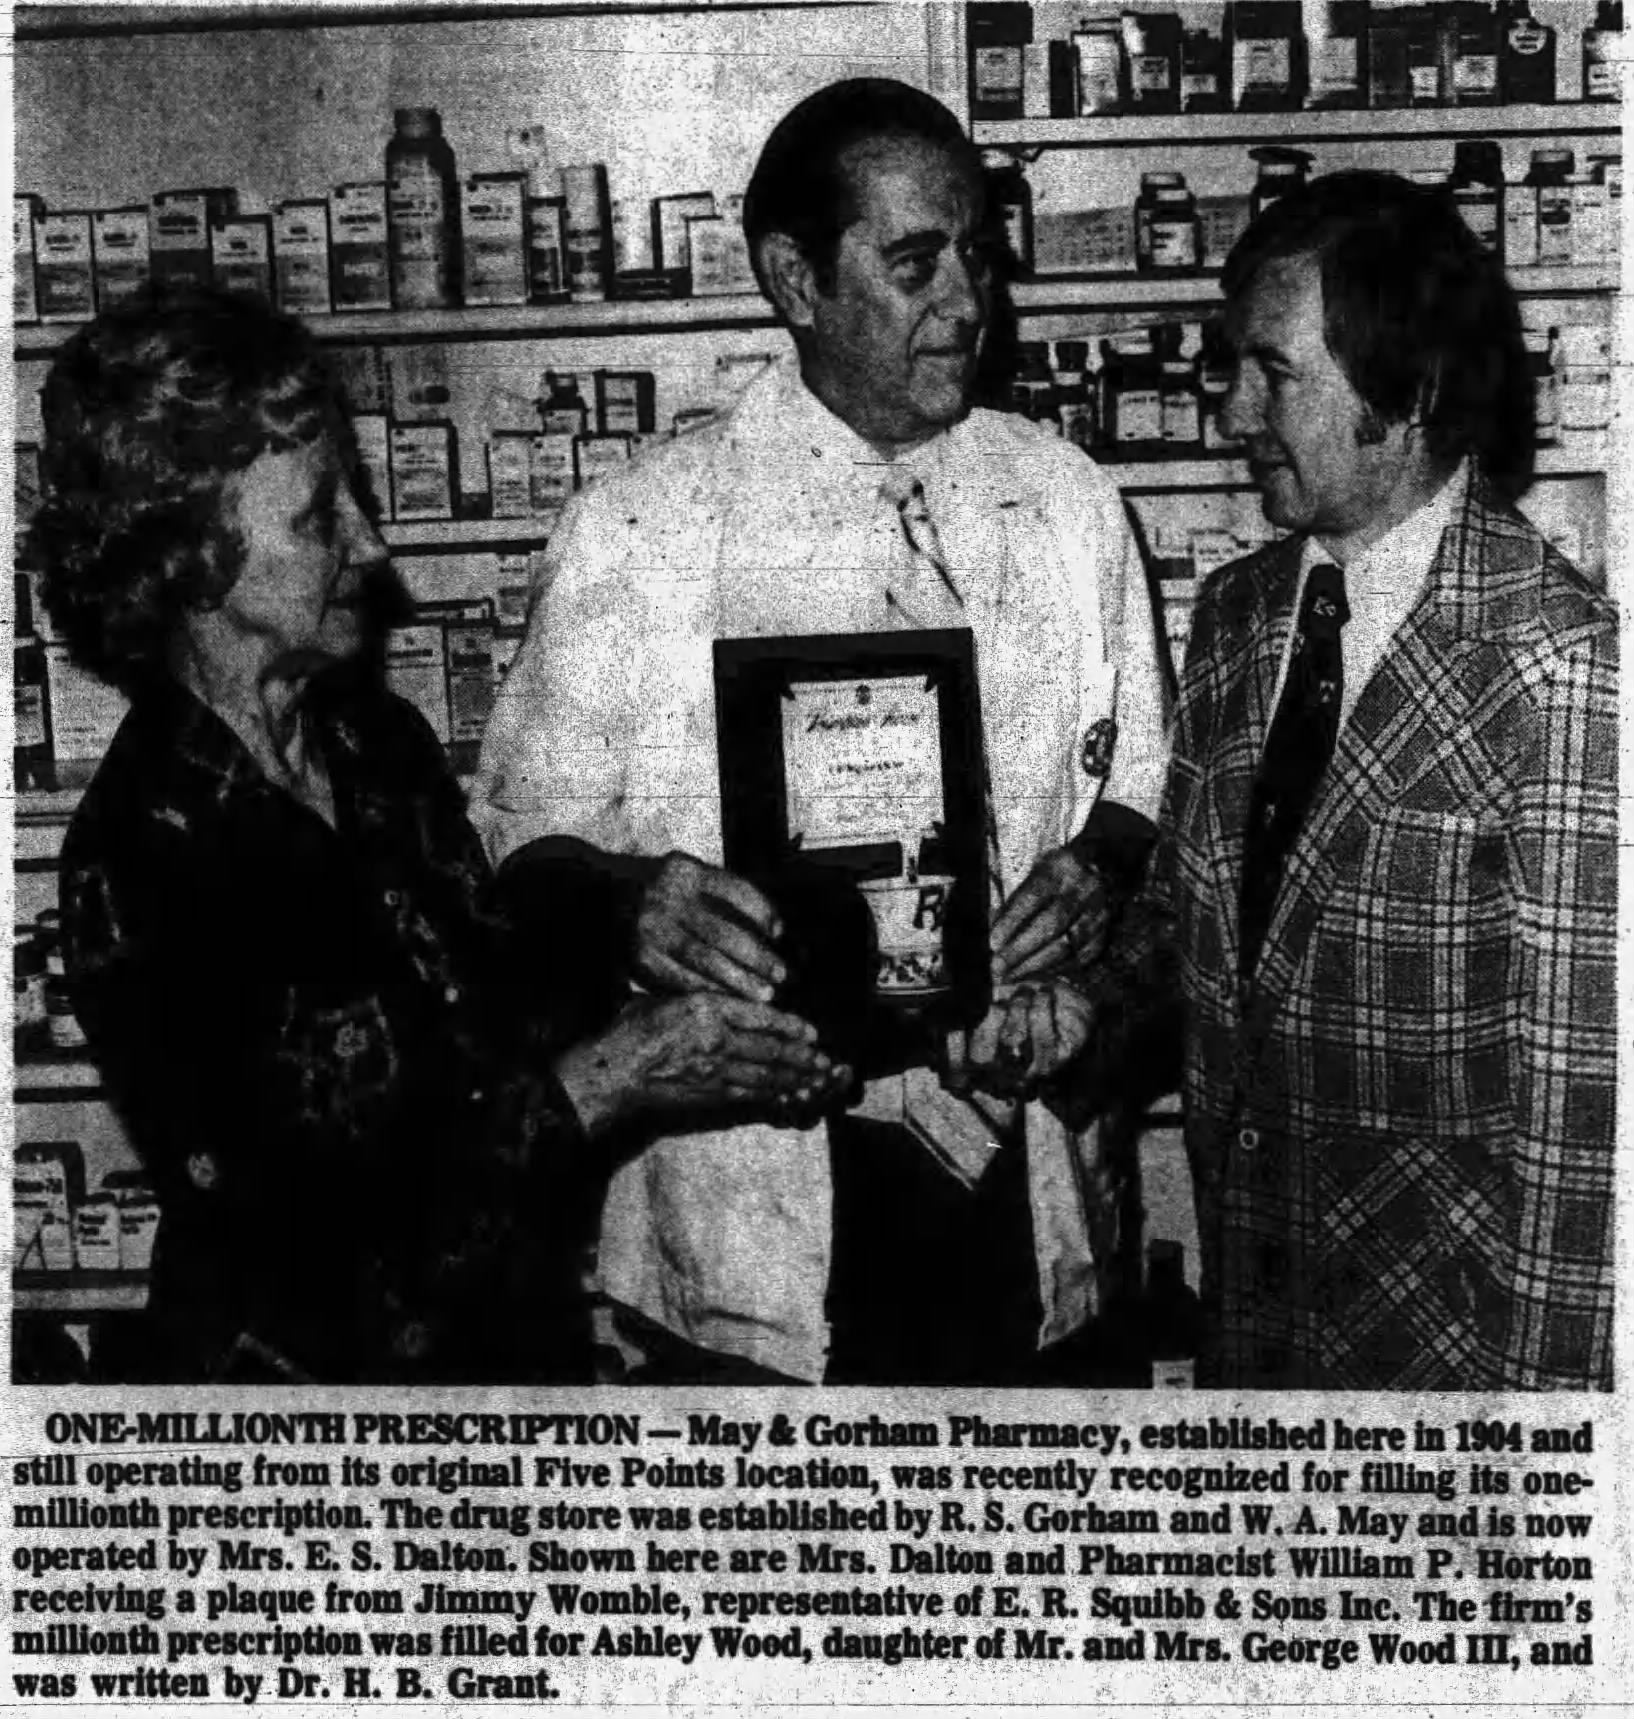 ℞
ONE-MILLIONTH PRESCRIPTION — May & Gorham Pharmacy, established here in 1904 and
still operating from its original Five Points location, was recently recognized for filling its one-
millionth prescription. The drug store was established by R. S. Gorham and W. A. May and is now
operated by Mrs. E. S. Dalton. Shown here are Mrs. Dalton and Pharmacist William P. Horton
receiving a plaque from Jimmy Womble, representative of E. R. Squibb & Sons Inc. The firm's
millionth prescription was filled for Ashley Wood, daughter of Mr. and Mrs. George Wood III, and
was written by Dr. H. B. Grant.